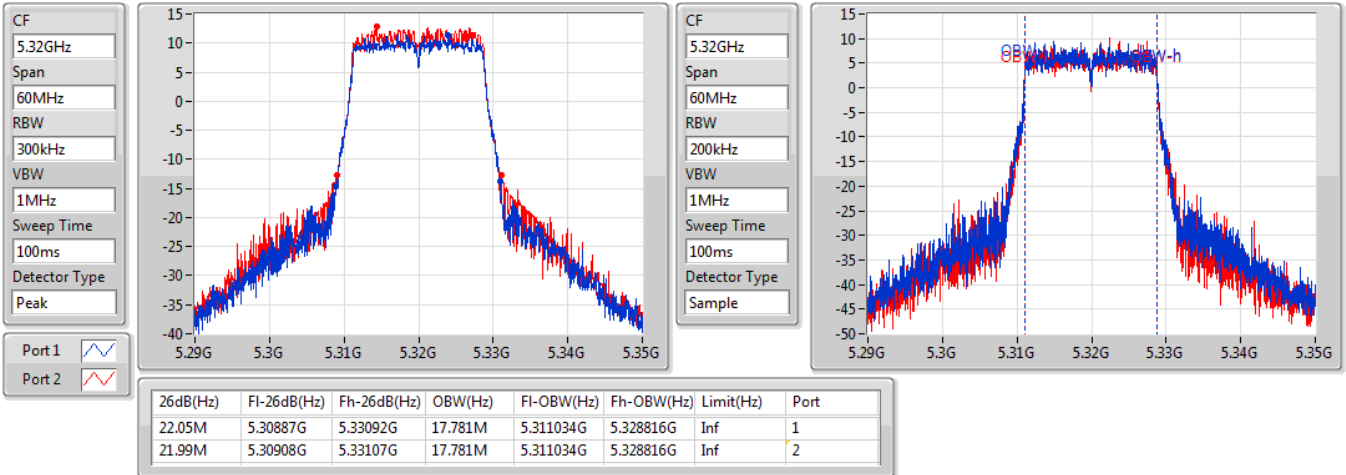 CF
5.32GHz
Span
60MHz
RBW
300kHz
VBW
1MHz
Sweep Time
100ms
Detector Type
Peak
15
10
5
0
-5
-10
-15
-20
-25
-30
-35
-40
5.29G 5.3G 5.31G 5.32G 5.33G 5.34G 5.35G
CF
5.32GHz
Span
60MHz
RBW
200kHz
VBW
1MHz
Sweep Time
100ms
Detector Type
Sample
15
10
5
0
-5
-10
-15
-20
-25
-30
-35
-40
-45
-50
OBW-h
5.29G 5.3G 5.31G 5.32G 5.33G 5.34G 5.35G
Port 1
Port 2
26dB(Hz) Fl-26dB(Hz) Fh-26dB(Hz) OBW(Hz) Fl-OBW(Hz) Fh-OBW(Hz) Limit(Hz) Port
22.05M 5.30887G 5.33092G 17.781M 5.311034G 5.328816G Inf 1
21.99M 5.30908G 5.33107G 17.781M 5.311034G 5.328816G Inf 2